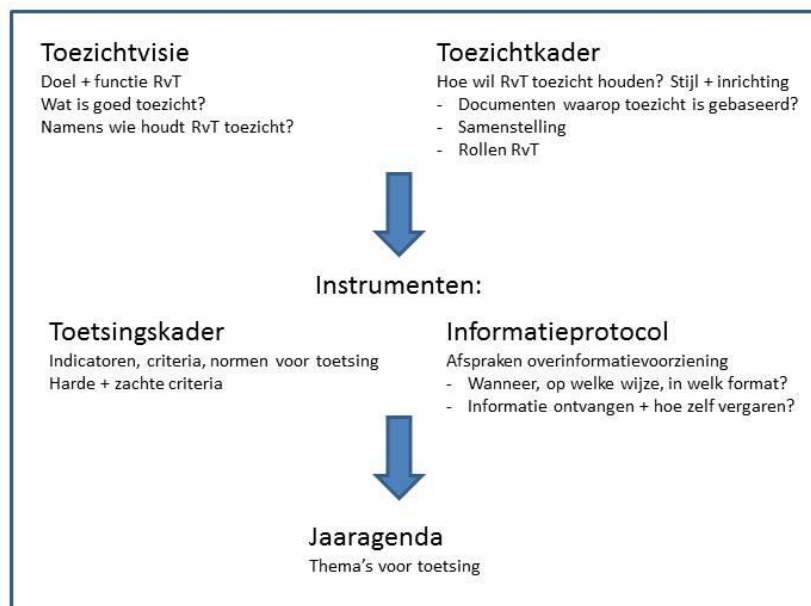 Toezichtvisie
Doel + functie RvT
Wat is goed toezicht?
Namens wie houdt RvT toezicht?
Toezichtkader
Hoe wil RvT toezicht houden? Stijl + inrichting
- Documenten waarop toezicht is gebaseerd?
- Samenstelling
- Rollen RvT
Instrumenten:
Toetsingskader
Indicatoren, criteria, normen voor toetsing
Harde + zachte criteria
Informatieprotocol
Afspraken overinformatievoorziening
- Wanneer, op welke wijze, in welk format?
- Informatie ontvangen + hoe zelf vergaren?
Jaaragenda
Thema's voor toetsing